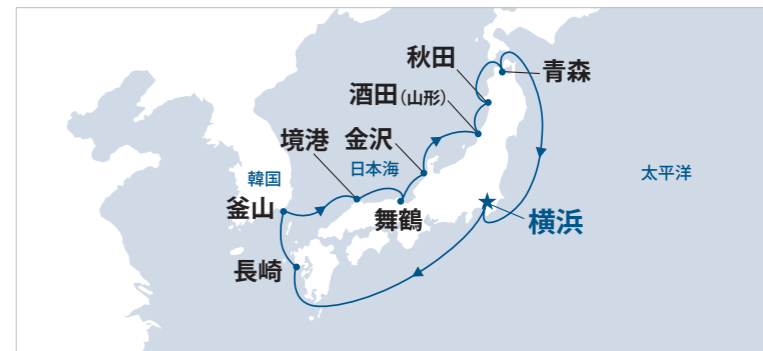 秋田
青森
酒田(山形)
境港
金沢
日本海
韓国
太平洋
釜山
舞鶴
横浜
長崎